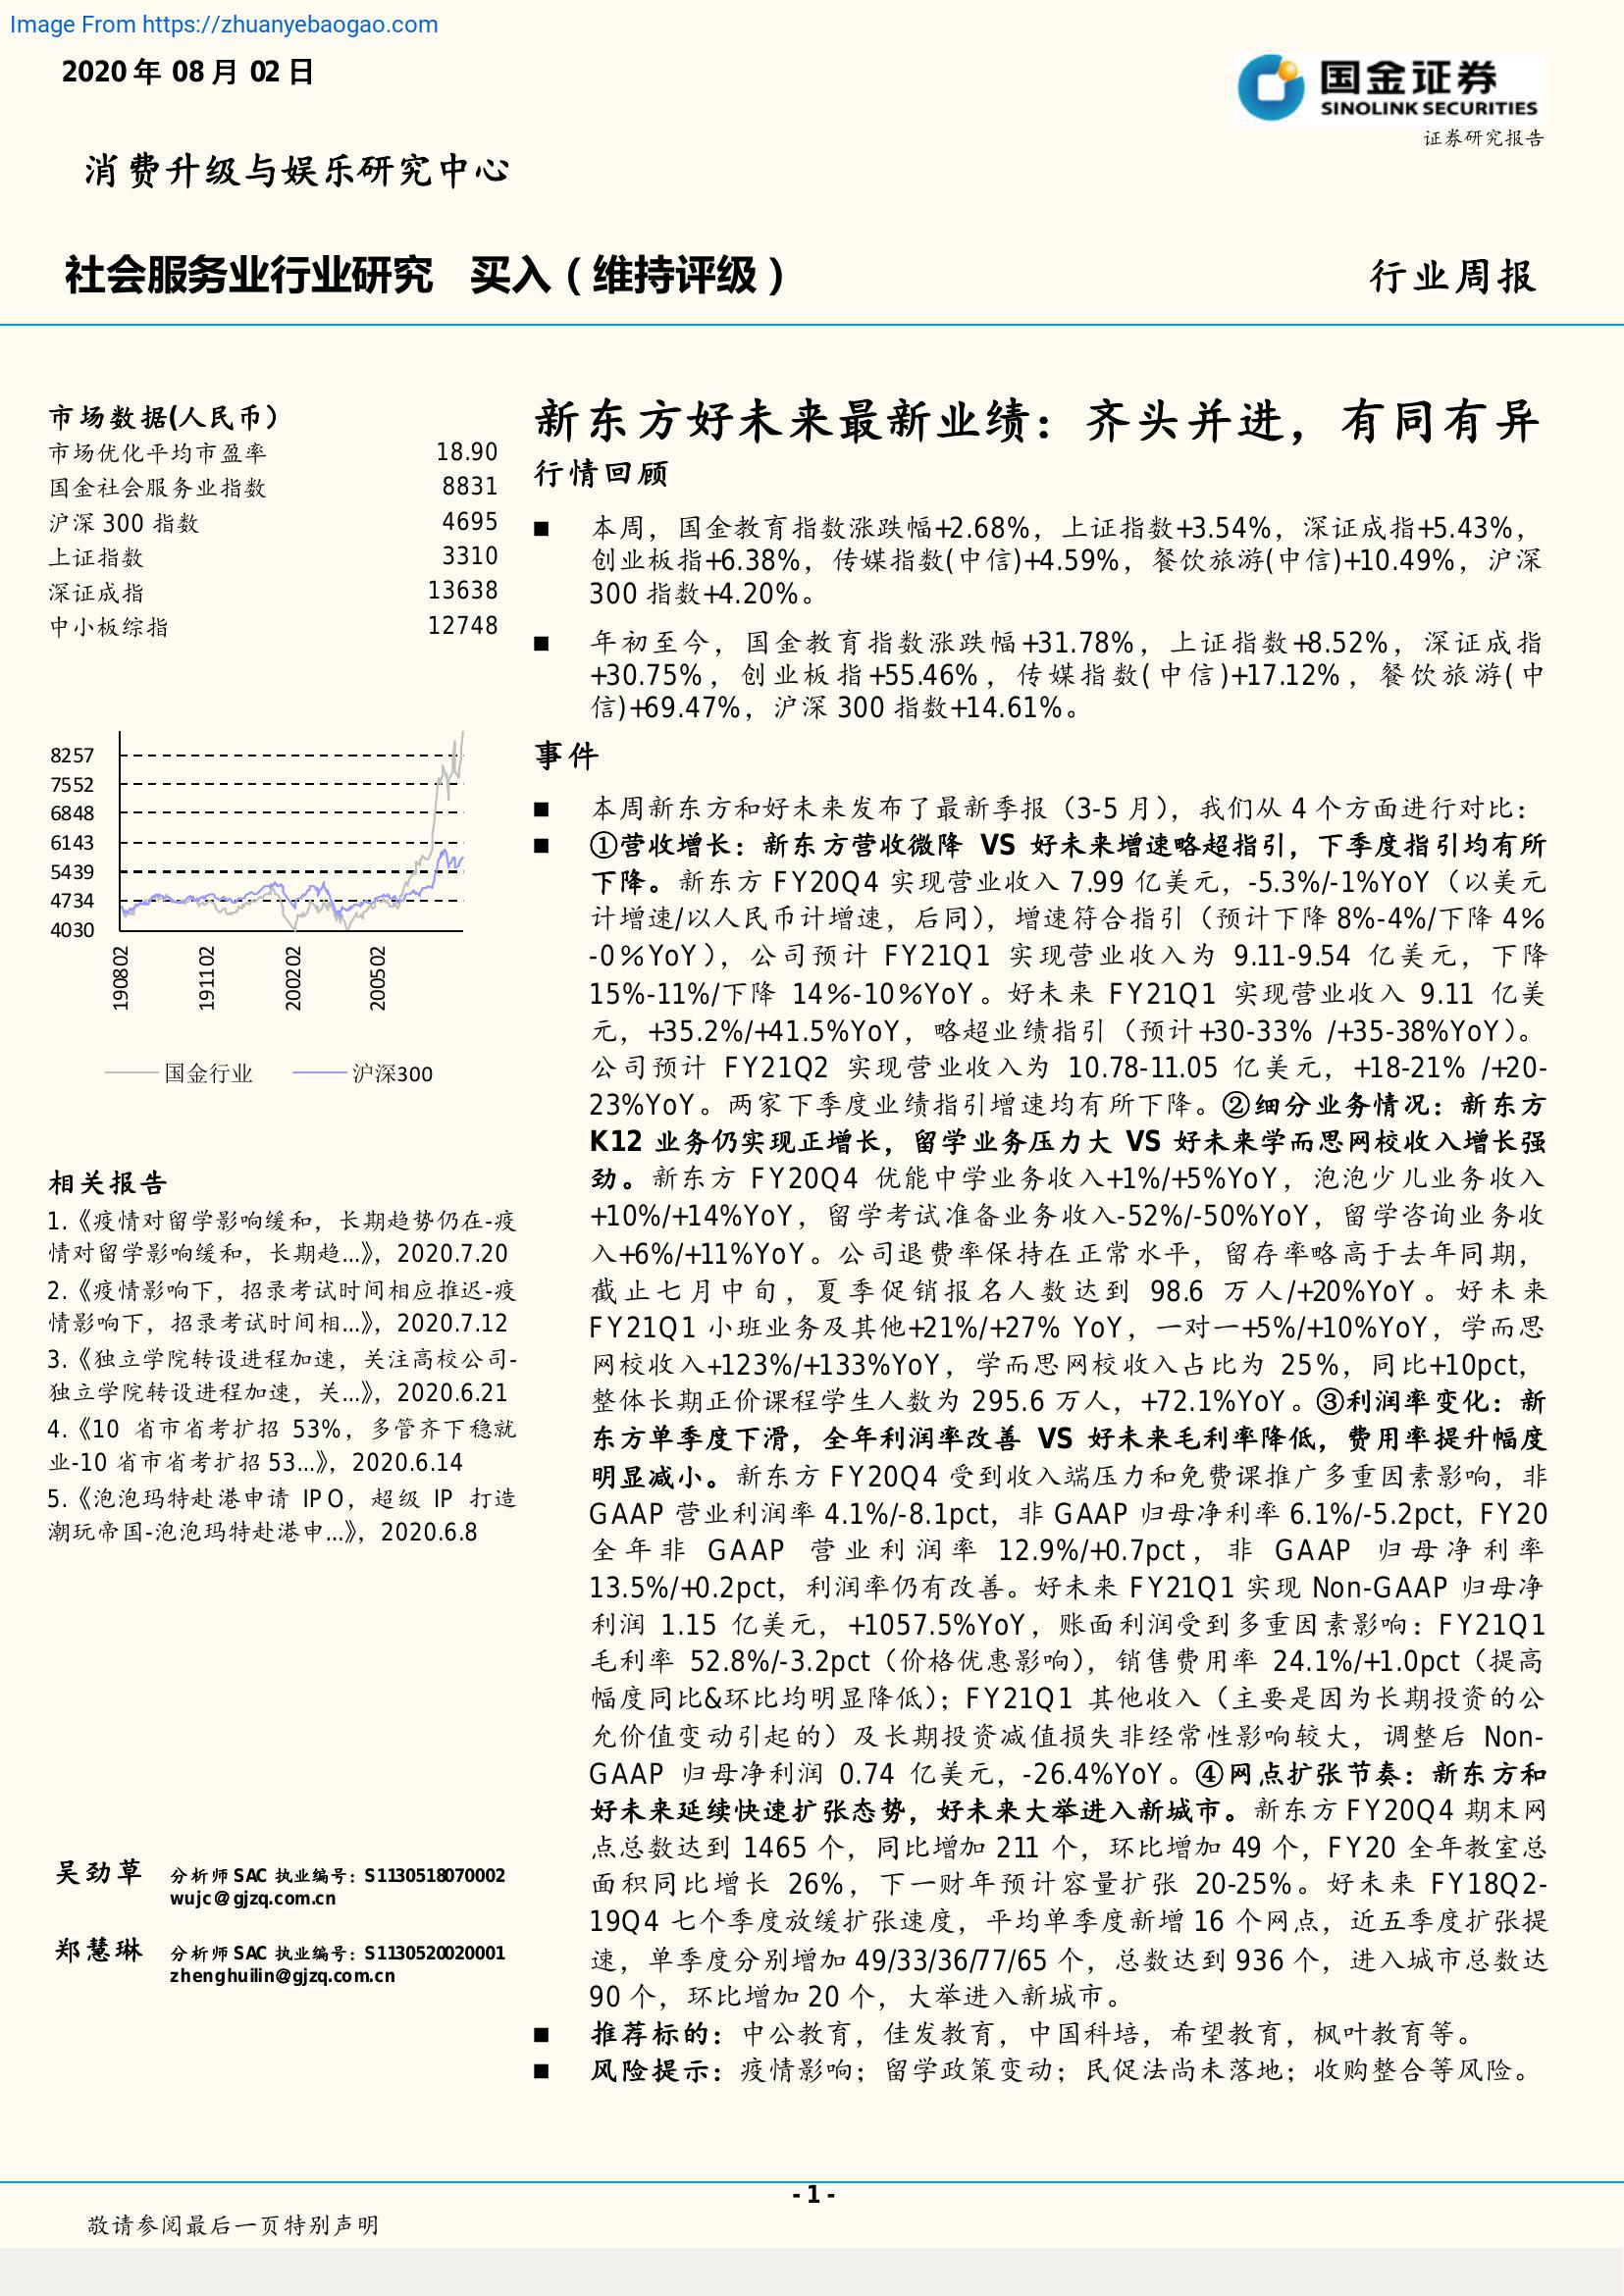 Image From https://zhuanyebaogao.com
2020 年 08 月 02 日
国金证券
SINOLINK SECURITIES
证券研究报告
消费升级与娱乐研究中心
社会服务业行业研究 买入（维持评级）
行业周报
市场数据(人民币）
市场优化平均市盈率 18.90
国金社会服务业指数 8831
沪深 300 指数 4695
上证指数 3310
深证成指 13638
中小板综指 12748
8257
7552
6848
6143
5439
4734
4030
190802
191102
200202
200502
国金行业 沪深300
相关报告
1.《疫情对留学影响缓和，长期趋势仍在-疫
情对留学影响缓和，长期趋...》，2020.7.20
2.《疫情影响下，招录考试时间相应推迟-疫
情影响下，招录考试时间相...》，2020.7.12
3.《独立学院转设进程加速，关注高校公司-
独立学院转设进程加速，关...》，2020.6.21
4.《10 省市省考扩招 53%，多管齐下稳就
业-10 省市省考扩招 53...》，2020.6.14
5.《泡泡玛特赴港申请 IPO，超级 IP 打造
潮玩帝国-泡泡玛特赴港申...》，2020.6.8
吴劲草 分析师 SAC 执业编号：S1130518070002
wujc@gjzq.com.cn
郑慧琳 分析师 SAC 执业编号：S1130520020001
zhenghuilin@gjzq.com.cn
新东方好未来最新业绩：齐头并进，有同有异
行情回顾
■ 本周，国金教育指数涨跌幅+2.68%，上证指数+3.54%，深证成指+5.43%，
创业板指+6.38%，传媒指数(中信)+4.59%，餐饮旅游(中信)+10.49%，沪深
300 指数+4.20%。
■ 年初至今，国金教育指数涨跌幅+31.78%，上证指数+8.52%，深证成指
+30.75%，创业板指+55.46%，传媒指数(中信)+17.12%，餐饮旅游(中
信)+69.47%，沪深 300 指数+14.61%。
事件
■ 本周新东方和好未来发布了最新季报（3-5 月），我们从 4 个方面进行对比：
■ ①营收增长：新东方营收微降 VS 好未来增速略超指引，下季度指引均有所
下降。新东方 FY20Q4 实现营业收入 7.99 亿美元，-5.3%/-1%YoY（以美元
计增速/以人民币计增速，后同），增速符合指引（预计下降 8%-4%/下降 4%
-0%YoY），公司预计 FY21Q1 实现营业收入为 9.11-9.54 亿美元，下降
15%-11%/下降 14%-10%YoY。好未来 FY21Q1 实现营业收入 9.11 亿美
元，+35.2%/+41.5%YoY，略超业绩指引（预计+30-33% /+35-38%YoY）。
公司预计 FY21Q2 实现营业收入为 10.78-11.05 亿美元，+18-21% /+20-
23%YoY。两家下季度业绩指引增速均有所下降。②细分业务情况：新东方
K12 业务仍实现正增长，留学业务压力大 VS 好未来学而思网校收入增长强
劲。新东方 FY20Q4 优能中学业务收入+1%/+5%YoY，泡泡少儿业务收入
+10%/+14%YoY，留学考试准备业务收入-52%/-50%YoY，留学咨询业务收
入+6%/+11%YoY。公司退费率保持在正常水平，留存率略高于去年同期，
截止七月中旬，夏季促销报名人数达到 98.6 万人/+20%YoY。好未来
FY21Q1 小班业务及其他+21%/+27% YoY，一对一+5%/+10%YoY，学而思
网校收入+123%/+133%YoY，学而思网校收入占比为 25%，同比+10pct，
整体长期正价课程学生人数为 295.6 万人，+72.1%YoY。③利润率变化：新
东方单季度下滑，全年利润率改善 VS 好未来毛利率降低，费用率提升幅度
明显减小。新东方 FY20Q4 受到收入端压力和免费课推广多重因素影响，非
GAAP 营业利润率 4.1%/-8.1pct，非 GAAP 归母净利率 6.1%/-5.2pct，FY20
全年非 GAAP 营业利润率 12.9%/+0.7pct，非 GAAP 归母净利率
13.5%/+0.2pct，利润率仍有改善。好未来 FY21Q1 实现 Non-GAAP 归母净
利润 1.15 亿美元，+1057.5%YoY，账面利润受到多重因素影响：FY21Q1
毛利率 52.8%/-3.2pct（价格优惠影响），销售费用率 24.1%/+1.0pct（提高
幅度同比&环比均明显降低）；FY21Q1 其他收入（主要是因为长期投资的公
允价值变动引起的）及长期投资减值损失非经常性影响较大，调整后 Non-
GAAP 归母净利润 0.74 亿美元，-26.4%YoY。④网点扩张节奏：新东方和
好未来延续快速扩张态势，好未来大举进入新城市。新东方 FY20Q4 期末网
点总数达到 1465 个，同比增加 211 个，环比增加 49 个，FY20 全年教室总
面积同比增长 26%，下一财年预计容量扩张 20-25%。好未来 FY18Q2-
19Q4 七个季度放缓扩张速度，平均单季度新增 16 个网点，近五季度扩张提
速，单季度分别增加 49/33/36/77/65 个，总数达到 936 个，进入城市总数达
90 个，环比增加 20 个，大举进入新城市。
■ 推荐标的：中公教育，佳发教育，中国科培，希望教育，枫叶教育等。
■ 风险提示：疫情影响；留学政策变动；民促法尚未落地；收购整合等风险。
- 1 -
敬请参阅最后一页特别声明